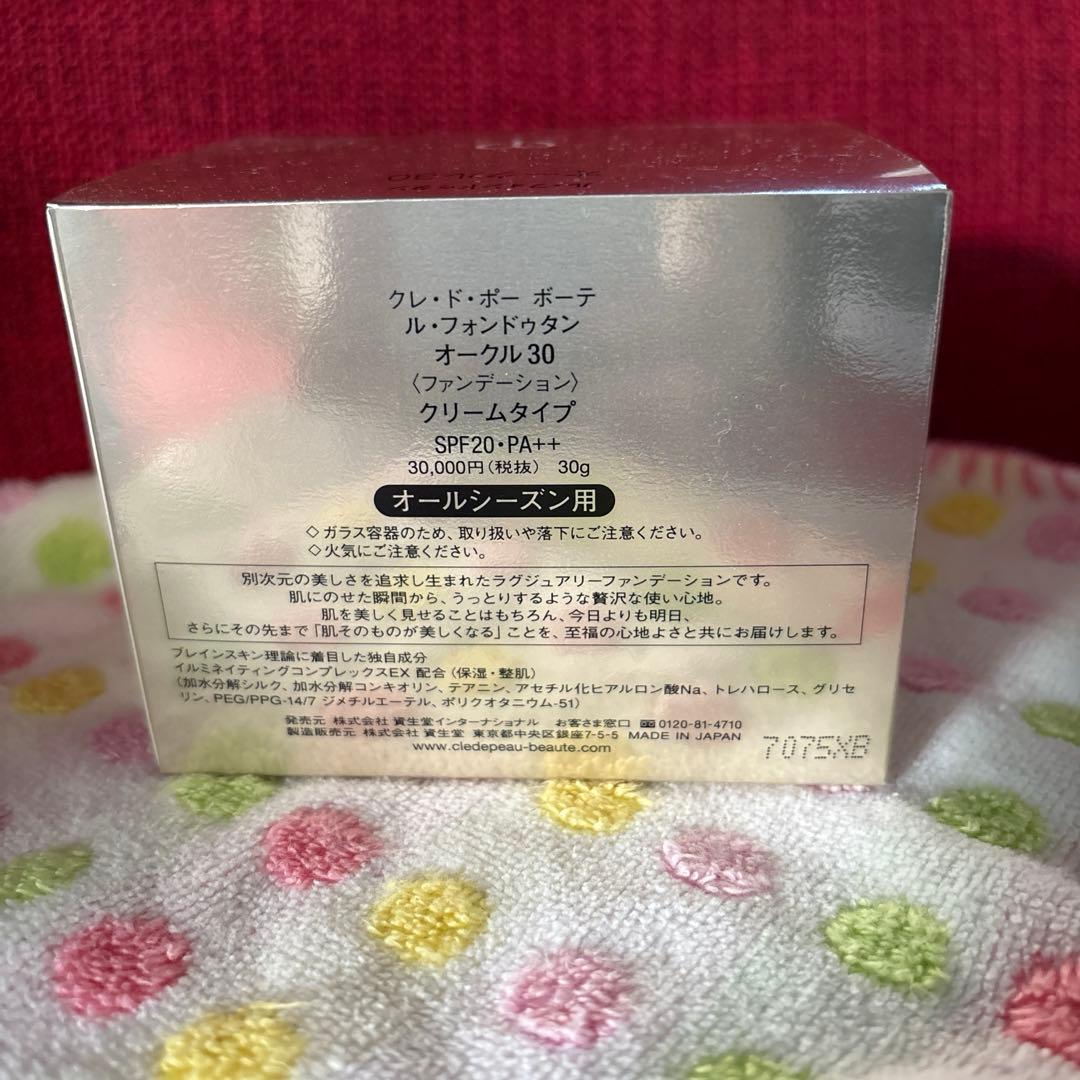 クレ・ド・ポー ボーテ
ル・フォンドゥタン
オークル30
〈ファンデーション〉
クリームタイプ
SPF20・PA++
30,000円(税抜) 30g
オールシーズン用
◇ガラス容器のため、取り扱いや落下にご注意ください。
◇火気にご注意ください。
別次元の美しさを追求し生まれたラグジュアリーファンデーションです。
肌にのせた瞬間から、うっとりするような贅沢な使い心地。
肌を美しく見せることはもちろん、今日よりも明日、
さらにその先まで「肌そのものが美しくなる」ことを、至福の心地よさと共にお届けします。
ブレインスキン理論に着目した独自成分
イルミネイティングコンプレックスEX 配合(保湿・整肌)
(加水分解シルク、加水分解コンキオリン、テアニン、アセチル化ヒアルロン酸Na、トレハロース、グリセ
リン、PEG/PPG-14/7 ジメチルエーテル、ポリクオタニウム-51)
発売元 株式会社 資生堂インターナショナル お客さま窓口 0120-81-4710
製造販売元 株式会社 資生堂 東京都中央区銀座7-5-5 MADE IN JAPAN
www.cledepeau-beaute.com
7075XB